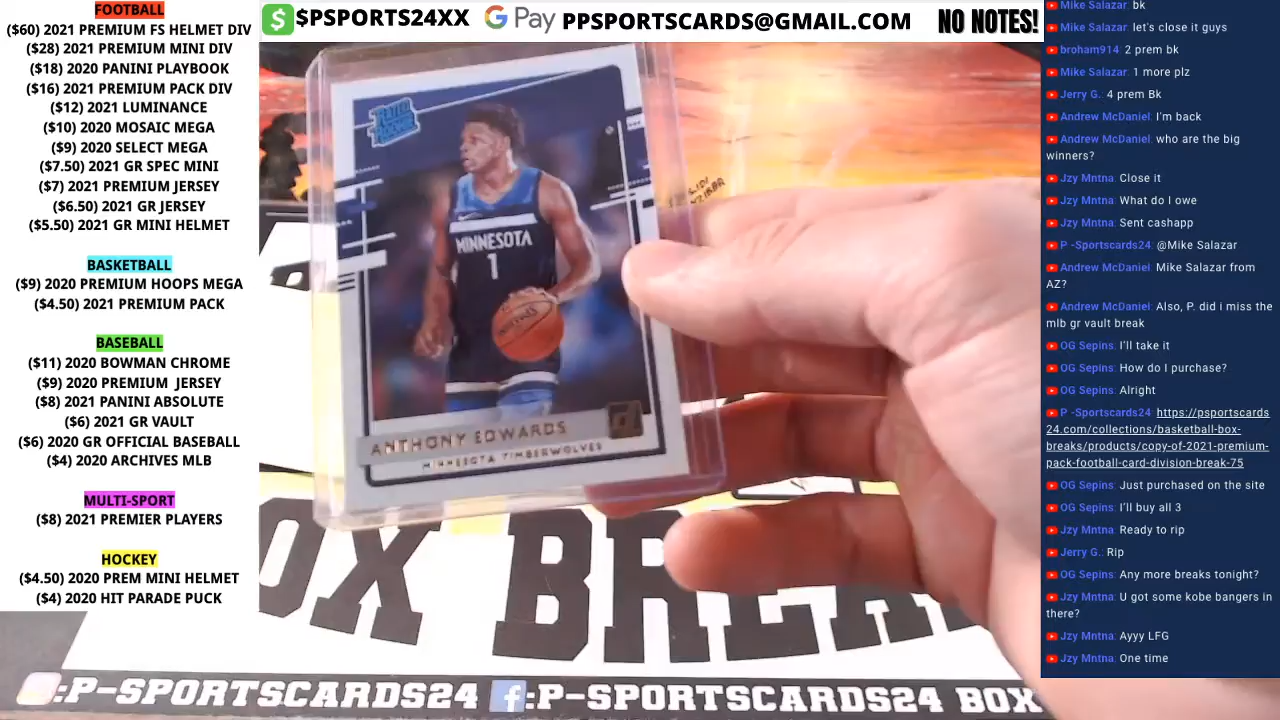 FOOTBALL
($60) 2021 PREMIUM FS HELMET DIV
($28) 2021 PREMIUM MINI DIV
($18) 2020 PANINI PLAYBOOK
($16) 2021 PREMIUM PACK DIV
($12) 2021 LUMINANCE
($10) 2020 MOSAIC MEGA
($9) 2020 SELECT MEGA
($7.50) 2021 GR SPEC MINI
($7) 2021 PREMIUM JERSEY
($6.50) 2021 GR JERSEY
($5.50) 2021 GR MINI HELMET
BASKETBALL
($9) 2020 PREMIUM HOOPS MEGA
($4.50) 2021 PREMIUM PACK
BASEBALL
($11) 2020 BOWMAN CHROME
($9) 2020 PREMIUM JERSEY
($8) 2021 PANINI ABSOLUTE
($6) 2021 GR VAULT
($6) 2020 GR OFFICIAL BASEBALL
($4) 2020 ARCHIVES MLB
MULTI-SPORT
($8) 2021 PREMIER PLAYERS
HOCKEY
($4.50) 2020 PREM MINI HELMET
($4) 2020 HIT PARADE PUCK
$PSPORTS24XX G Pay PPSPORTSCARDS@GMAIL.COM NO NOTES!
RATED
ROOKIE
MINNESOTA
1
SPALDING
ANTHONY EDWARDS
MINNESOTA TIMBERWOLVES
OX BREA
:P-SPORTSCARDS24 f:P-SPORTSCARDS24 BOX
Mike Salazar: bk
Mike Salazar: let's close it guys
broham914: 2 prem bk
Mike Salazar: 1 more plz
Jerry G.: 4 prem Bk
Andrew McDaniel: I'm back
Andrew McDaniel: who are the big
winners?
Jzy Mntna: Close it
Jzy Mntna: What do I owe
Jzy Mntna: Sent cashapp
P -Sportscards24: @Mike Salazar
Andrew McDaniel: Mike Salazar from
AZ?
Andrew McDaniel: Also, P. did i miss the
mlb gr vault break
OG Sepins: I'll take it
OG Sepins: How do I purchase?
OG Sepins: Alright
P -Sportscards24: https://psportscards
24.com/collections/basketball-box-
breaks/products/copy-of-2021-premium-
pack-football-card-division-break-75
OG Sepins: Just purchased on the site
OG Sepins: I'll buy all 3
Jzy Mntna: Ready to rip
Jerry G.: Rip
OG Sepins: Any more breaks tonight?
Jzy Mntna: U got some kobe bangers in
there?
Jzy Mntna: Ayyy LFG
Jzy Mntna: One time